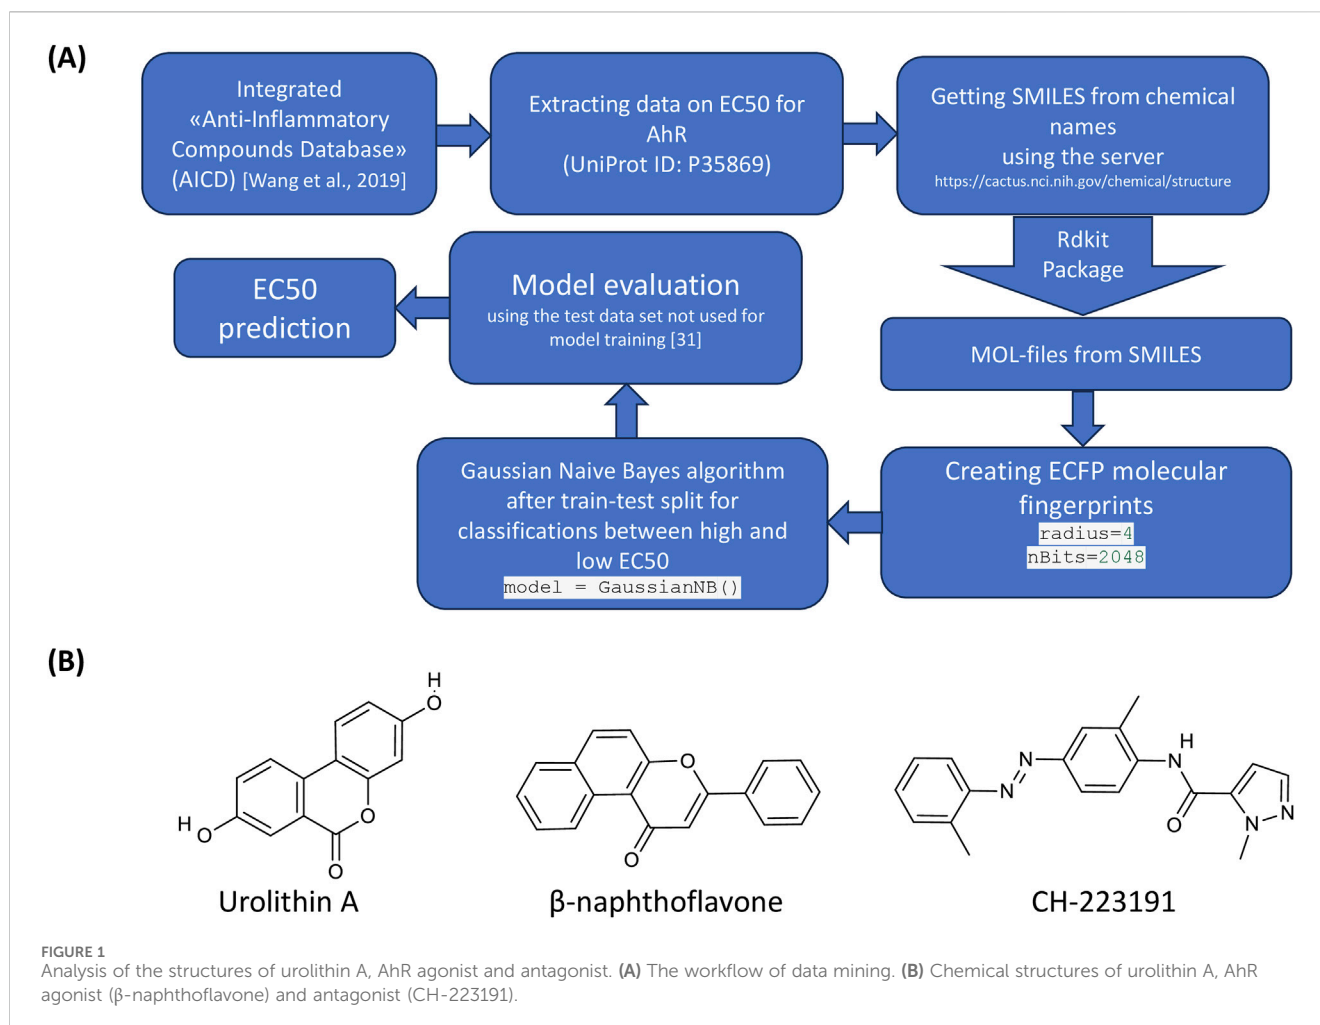 (A)
Integrated
«Anti-Inflammatory
Compounds Database»
(AICD) [Wang et al., 2019]
Extracting data on EC50 for
AhR
(UniProt ID: P35869)
Getting SMILES from chemical
names
using the server
https://cactus.nci.nih.gov/chemical/structure
Rdkit
Package
MOL-files from SMILES
Creating ECFP molecular
fingerprints
radius=4
nBits=2048
Gaussian Naive Bayes algorithm
after train-test split for
classifications between high and
low EC50
model = GaussianNB()
Model evaluation
using the test data set not used for
model training [31]
EC50
prediction
(B)
H
O
H
O
O
O
Urolithin A
O
O
β-naphthoflavone
N
N
H
N
O
N
N
CH-223191
FIGURE 1
Analysis of the structures of urolithin A, AhR agonist and antagonist. (A) The workflow of data mining. (B) Chemical structures of urolithin A, AhR
agonist (β-naphthoflavone) and antagonist (CH-223191).